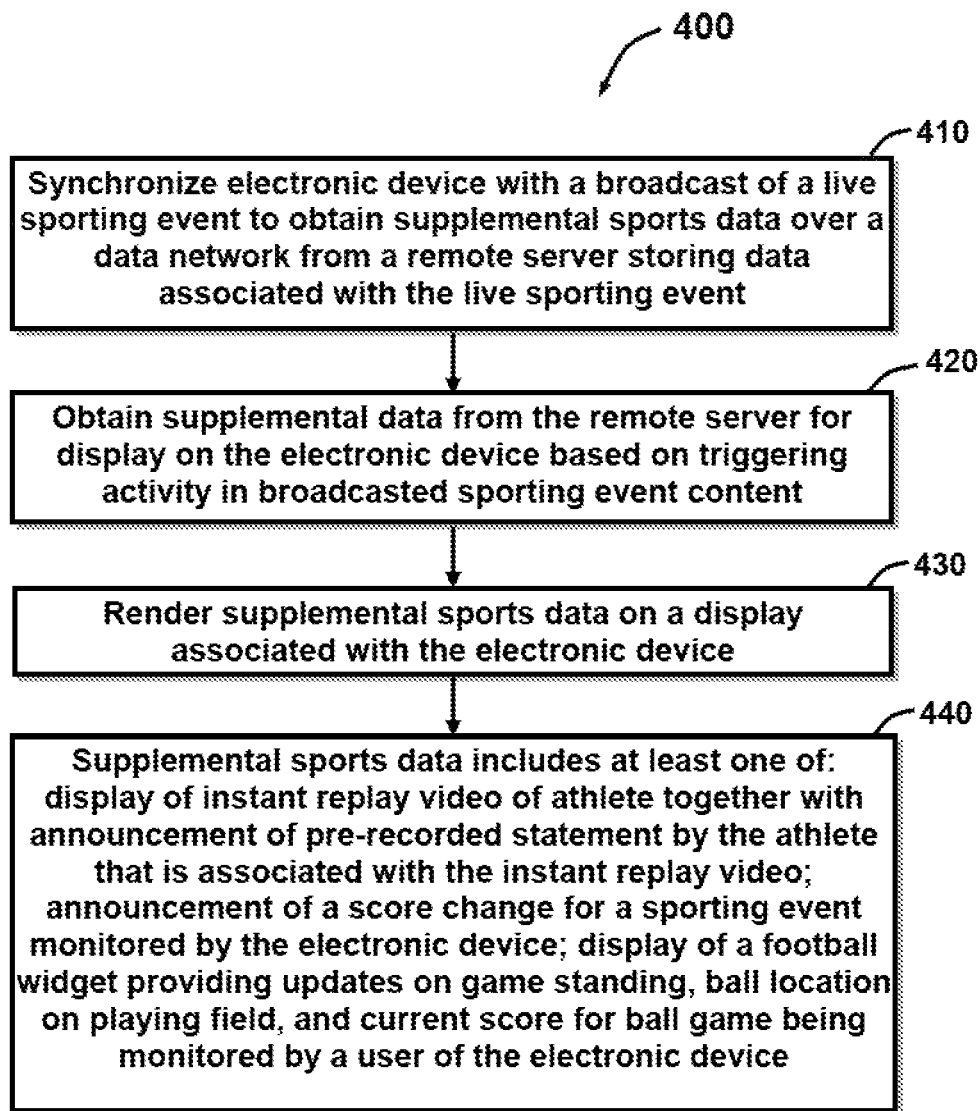 400
410
Synchronize electronic device with a broadcast of a live
sporting event to obtain supplemental sports data over a
data network from a remote server storing data
associated with the live sporting event
420
Obtain supplemental data from the remote server for
display on the electronic device based on triggering
activity in broadcasted sporting event content
430
Render supplemental sports data on a display
associated with the electronic device
440
Supplemental sports data includes at least one of:
display of instant replay video of athlete together with
announcement of pre-recorded statement by the athlete
that is associated with the instant replay video;
announcement of a score change for a sporting event
monitored by the electronic device; display of a football
widget providing updates on game standing, ball location
on playing field, and current score for ball game being
monitored by a user of the electronic device